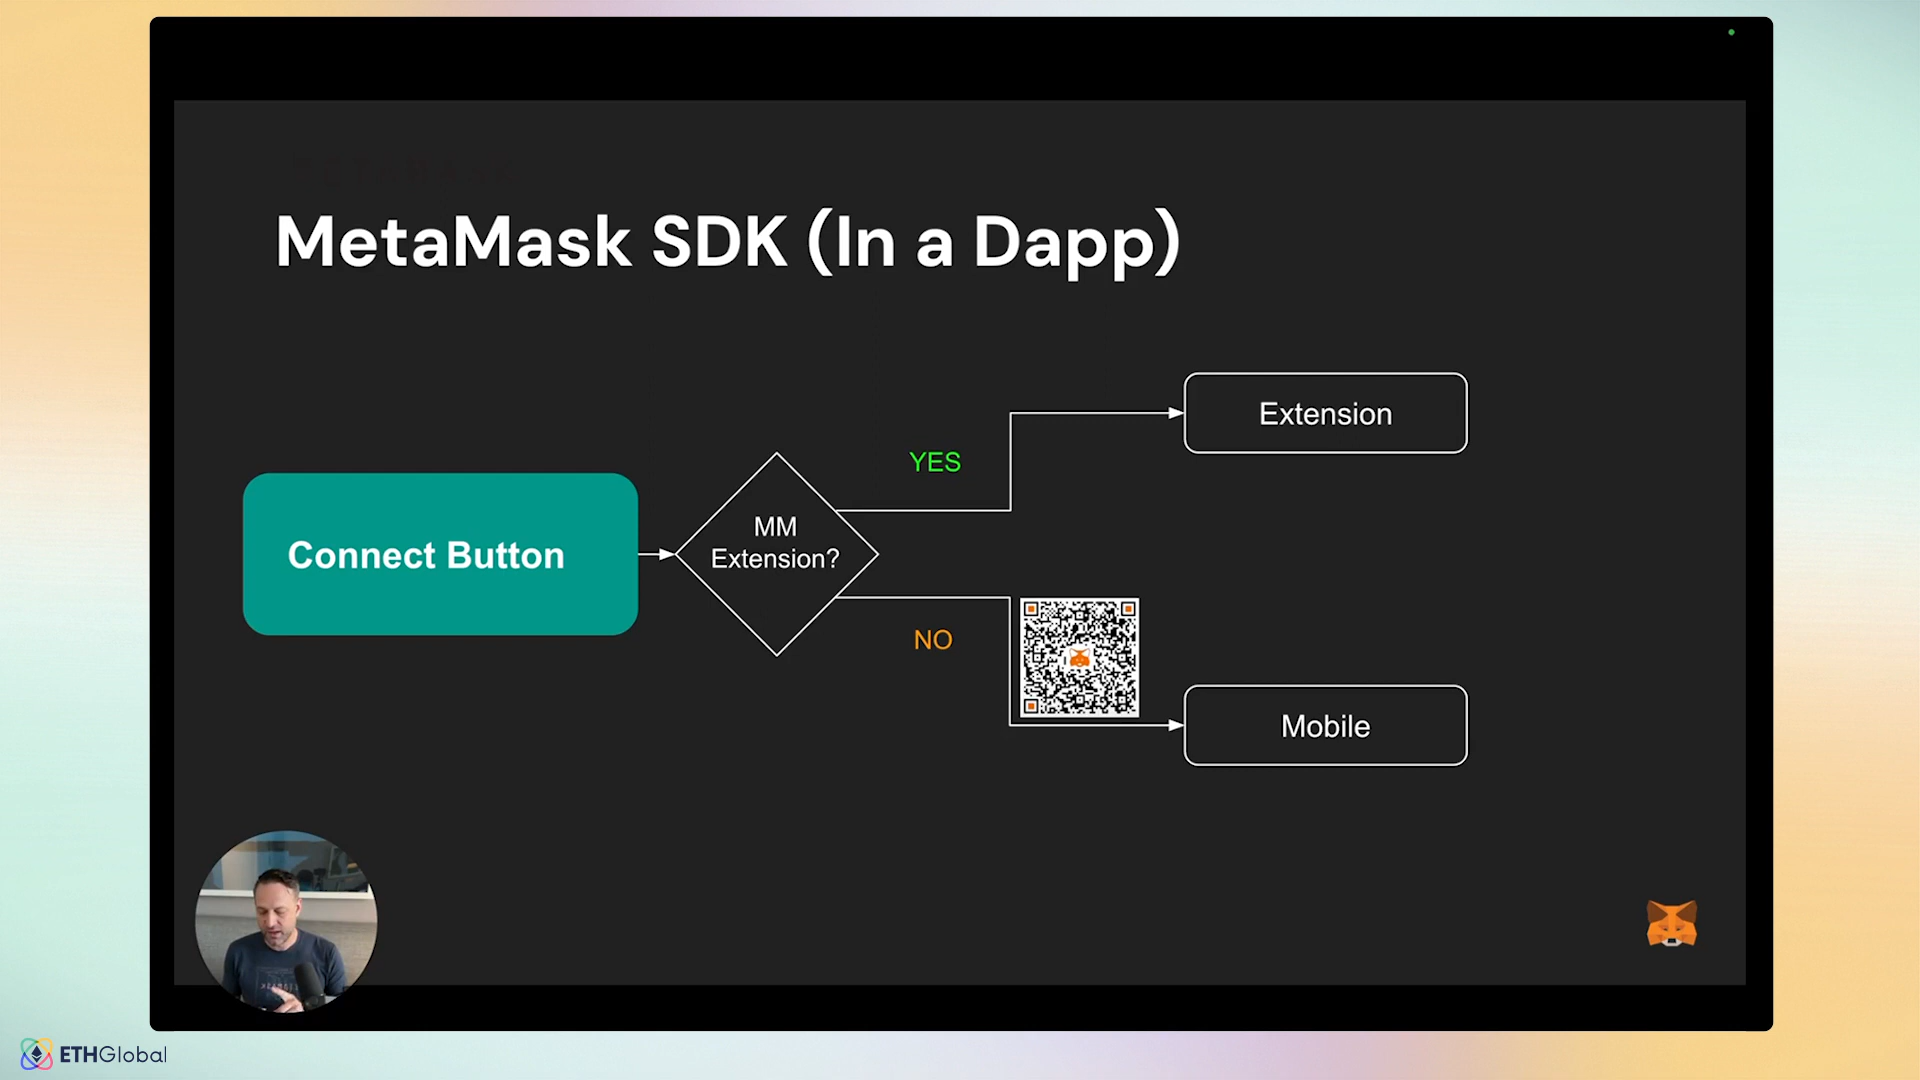 MetaMask SDK (In a Dapp)
Extension
YES
MM
Extension?
Connect Button
NO
Mobile
ETHGlobal